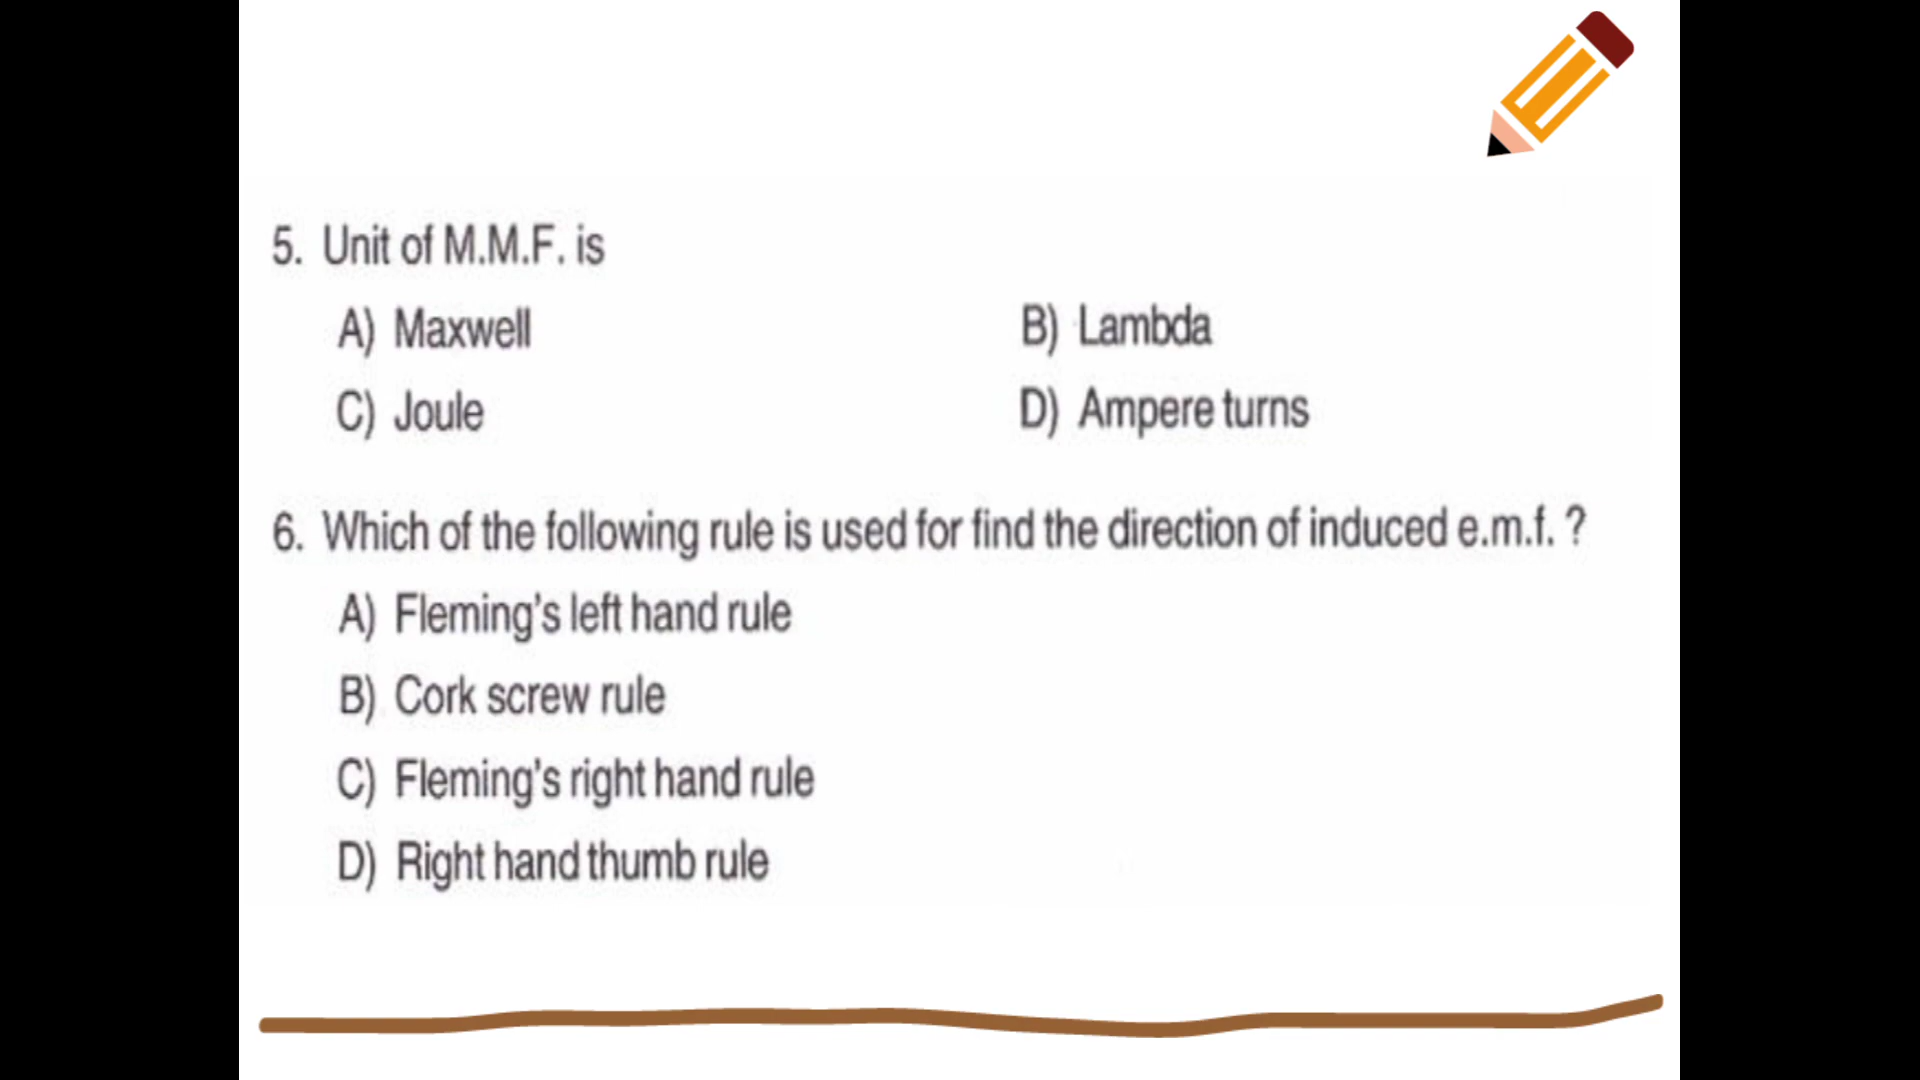 5. Unit of M.M.F. is
A) Maxwell
B) Lambda
C) Joule
D) Ampere turns
6. Which of the following rule is used for find the direction of induced e.m.f. ?
A) Fleming's left hand rule
B) Cork screw rule
C) Fleming's right hand rule
D) Right hand thumb rule